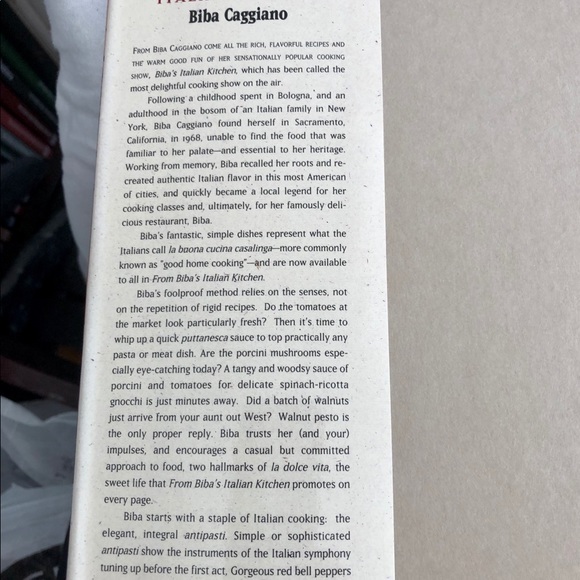 Biba Caggiano
FROM BIBA CAGGIANO COME ALL THE RICH, FLAVORFUL RECIPES AND
THE WARM GOOD FUN OF HER SENSATIONALLY POPULAR COOKING
SHOW, Biba's Italian Kitchen, which has been called the
most delightful cooking show on the air.
Following a childhood spent in Bologna, and an
adulthood in the bosom of an Italian family in New
York, Biba Caggiano found herself in Sacramento,
California, in 1968, unable to find the food that was
familiar to her palate—and essential to her heritage.
Working from memory, Biba recalled her roots and re-
created authentic Italian flavor in this most American
of cities, and quickly became a local legend for her
cooking classes and, ultimately, for her famously deli-
cious restaurant, Biba.
Biba's fantastic, simple dishes represent what the
Italians call la buona cucina casalinga—more commonly
known as "good home cooking"—and are now available
to all in From Biba's Italian Kitchen.
Biba's foolproof method relies on the senses, not
on the repetition of rigid recipes. Do the tomatoes at
the market look particularly fresh? Then it's time to
whip up a quick puttanesca sauce to top practically any
pasta or meat dish. Are the porcini mushrooms espe-
cially eye-catching today? A tangy and woodsy sauce of
porcini and tomatoes for delicate spinach-ricotta
gnocchi is just minutes away. Did a batch of walnuts
just arrive from your aunt out West? Walnut pesto is
the only proper reply. Biba trusts her (and your)
impulses, and encourages a casual but committed
approach to food, two hallmarks of la dolce vita, the
sweet life that From Biba's Italian Kitchen promotes on
every page.
Biba starts with a staple of Italian cooking: the
elegant, integral antipasti. Simple or sophisticated
antipasti show the instruments of the Italian symphony
tuning up before the first act. Gorgeous red bell peppers